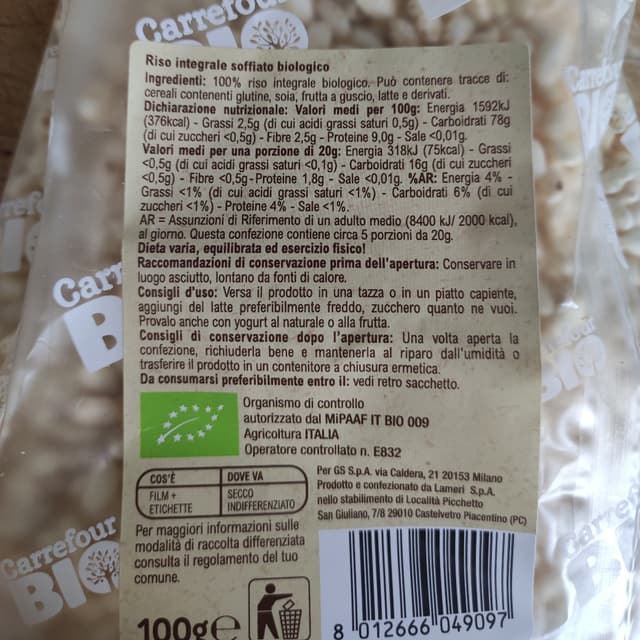 Carrefour
BIO
Riso integrale soffiato biologico
Ingredienti: 100% riso integrale biologico. Può contenere tracce di:
cereali contenenti glutine, soia, frutta a guscio, latte e derivati.
Dichiarazione nutrizionale: Valori medi per 100g: Energia 1592kJ
(376kcal) - Grassi 2,5g (di cui acidi grassi saturi 0,5g) - Carboidrati 78g
(di cui zuccheri <0,5g) - Fibre 2,5g - Proteine 9,0g - Sale <0,01g.
Valori medi per una porzione di 20g: Energia 318kJ (75kcal) - Grassi
<0,5g (di cui acidi grassi saturi <0,1g) - Carboidrati 16g (di cui zuccheri
<0,5g) - Fibre <0,5g - Proteine 1,8g - Sale <0,01g. %AR: Energia 4% -
Grassi <1% (di cui acidi grassi saturi <1%) - Carboidrati 6% (di cui
zuccheri <1%) - Proteine 4% - Sale <1%.
AR = Assunzioni di Riferimento di un adulto medio (8400 kJ/ 2000 kcal),
al giorno. Questa confezione contiene circa 5 porzioni da 20g.
Dieta varia, equilibrata ed esercizio fisico!
Raccomandazioni di conservazione prima dell'apertura: Conservare in
luogo asciutto, lontano da fonti di calore.
Consigli d'uso: Versa il prodotto in una tazza o in un piatto capiente,
aggiungi del latte preferibilmente freddo, zucchero quanto ne vuoi.
Provalo anche con yogurt al naturale o alla frutta.
Consigli di conservazione dopo l'apertura: Una volta aperta la
confezione, richiuderla bene e mantenerla al riparo dall'umidità o
trasferire il prodotto in un contenitore a chiusura ermetica.
Da consumarsi preferibilmente entro il: vedi retro sacchetto.
Organismo di controllo
autorizzato dal MiPAAF IT BIO 009
Agricoltura ITALIA
Operatore controllato n. E832
COS'È DOVE VA
FILM + ETICHETTE SECCO INDIFFERENZIATO
Per maggiori informazioni sulle
modalità di raccolta differenziata
consulta il regolamento del tuo
comune.
Per GS S.p.A. via Caldera, 21 20153 Milano
Prodotto e confezionato da Lameri S.p.A.
nello stabilimento di Località Picchetto
San Giuliano, 7/8 29010 Castelvetro Piacentino (PC)
100g e
8 012666 049097
Carrefour
BIO